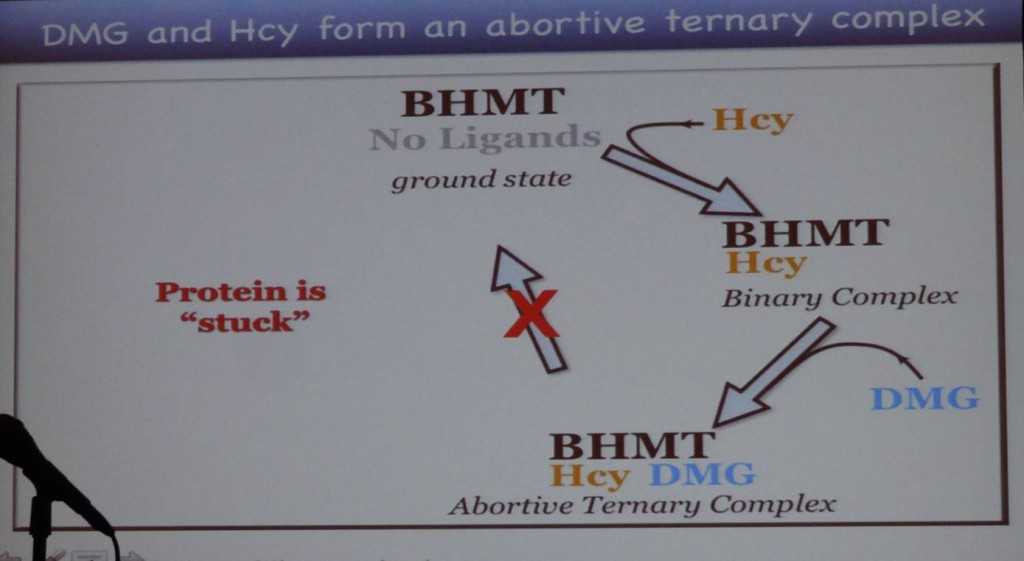 DMG and Hcy form an abortive ternary complex
BHMT
No Ligands
ground state
Hcy
BHMT
Hcy
Binary Complex
Protein is
“stuck”
X
DMG
BHMT
Hcy DMG
Abortive Ternary Complex